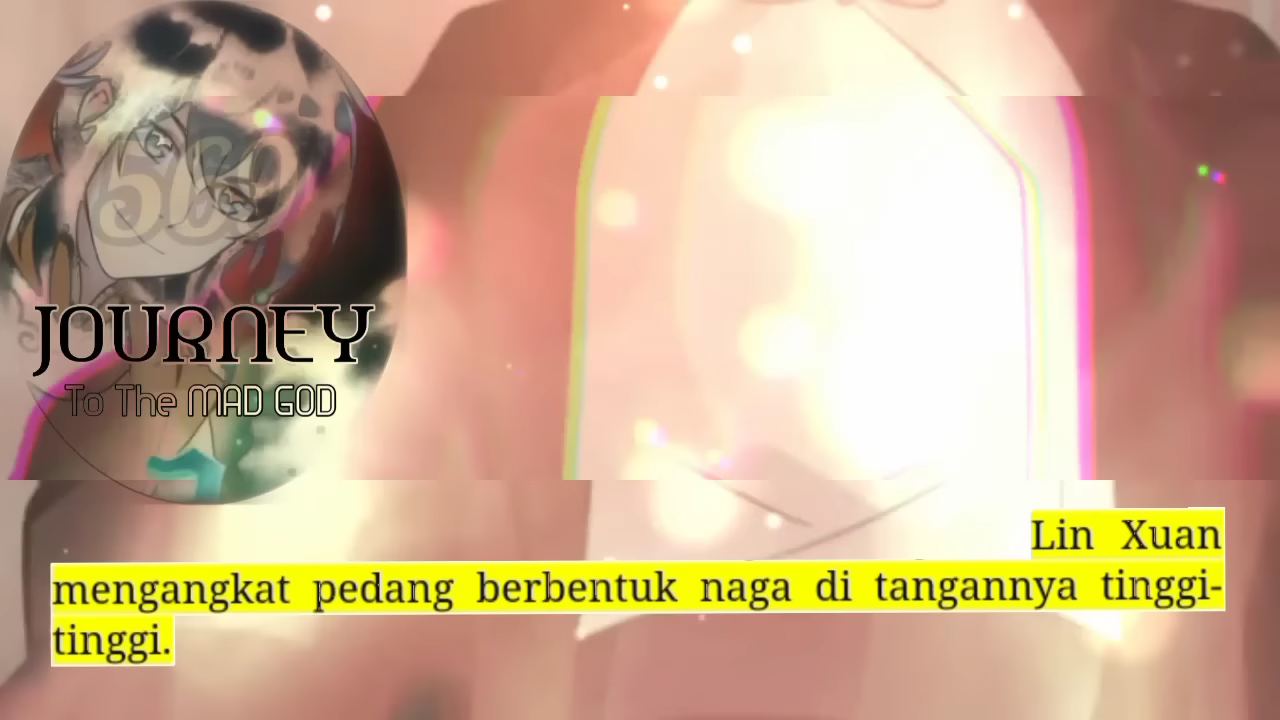 JOURNEY
To The MAD GOD
Lin Xuan
mengangkat pedang berbentuk naga di tangannya tinggi-
tinggi.